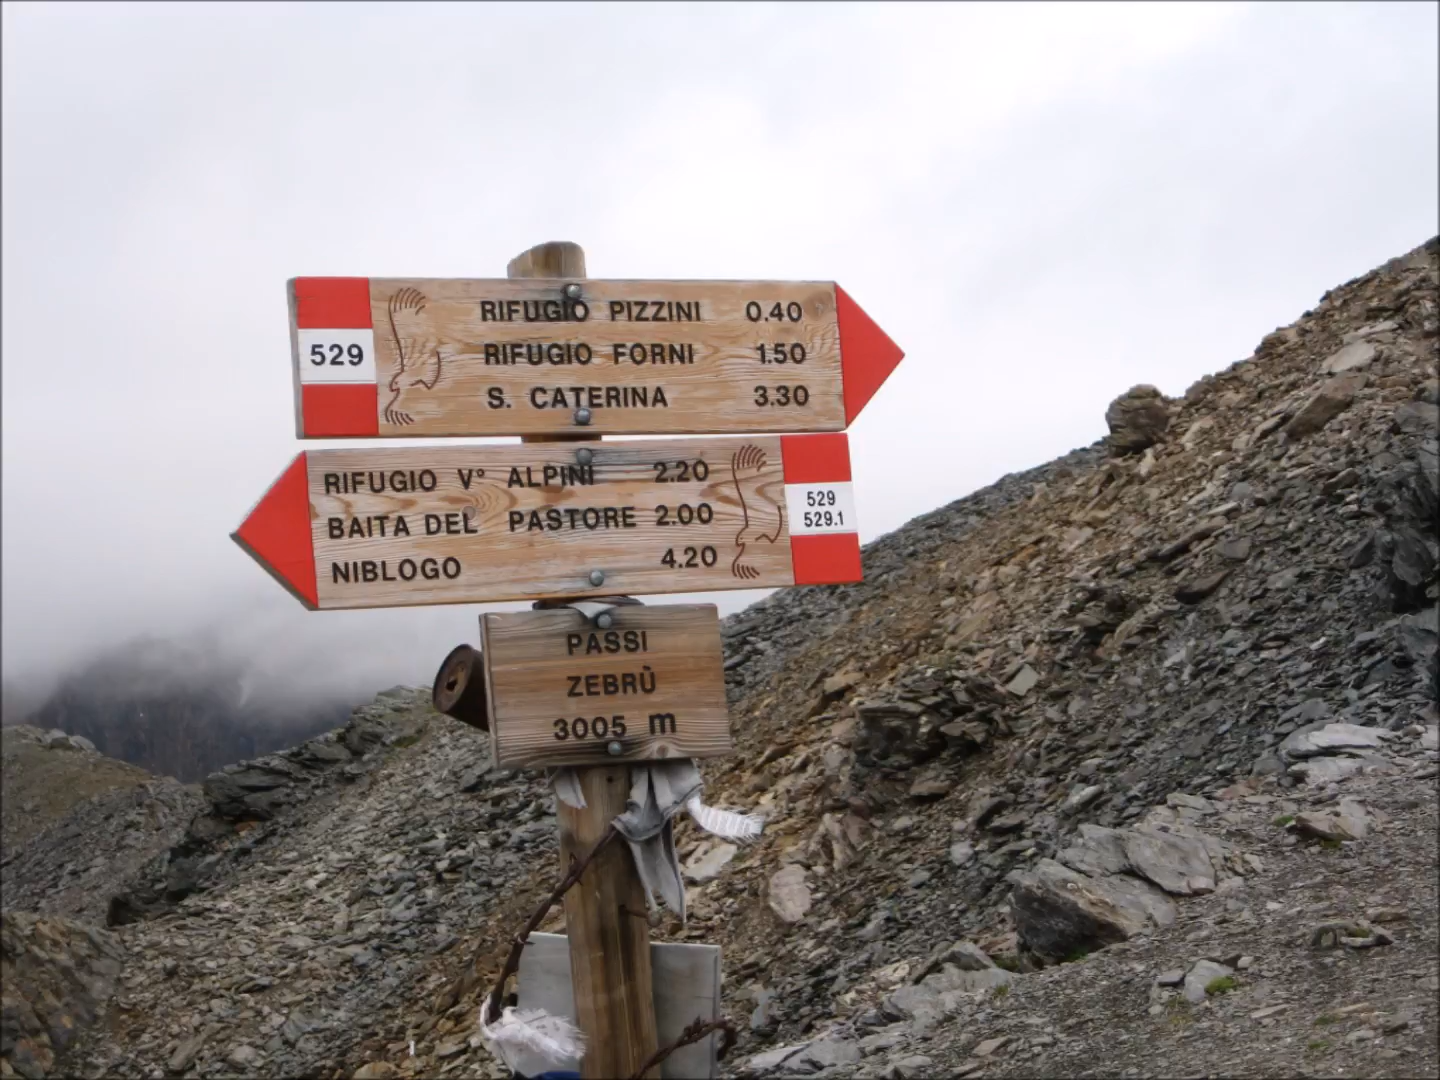 529
RIFUGIO PIZZINI 0.40
RIFUGIO FORNI 1.50
S. CATERINA 3.30
RIFUGIO V° ALPINI 2.20
BAITA DEL PASTORE 2.00
NIBLOGO 4.20
529
529.1
PASSI
ZEBRÙ
3005 m